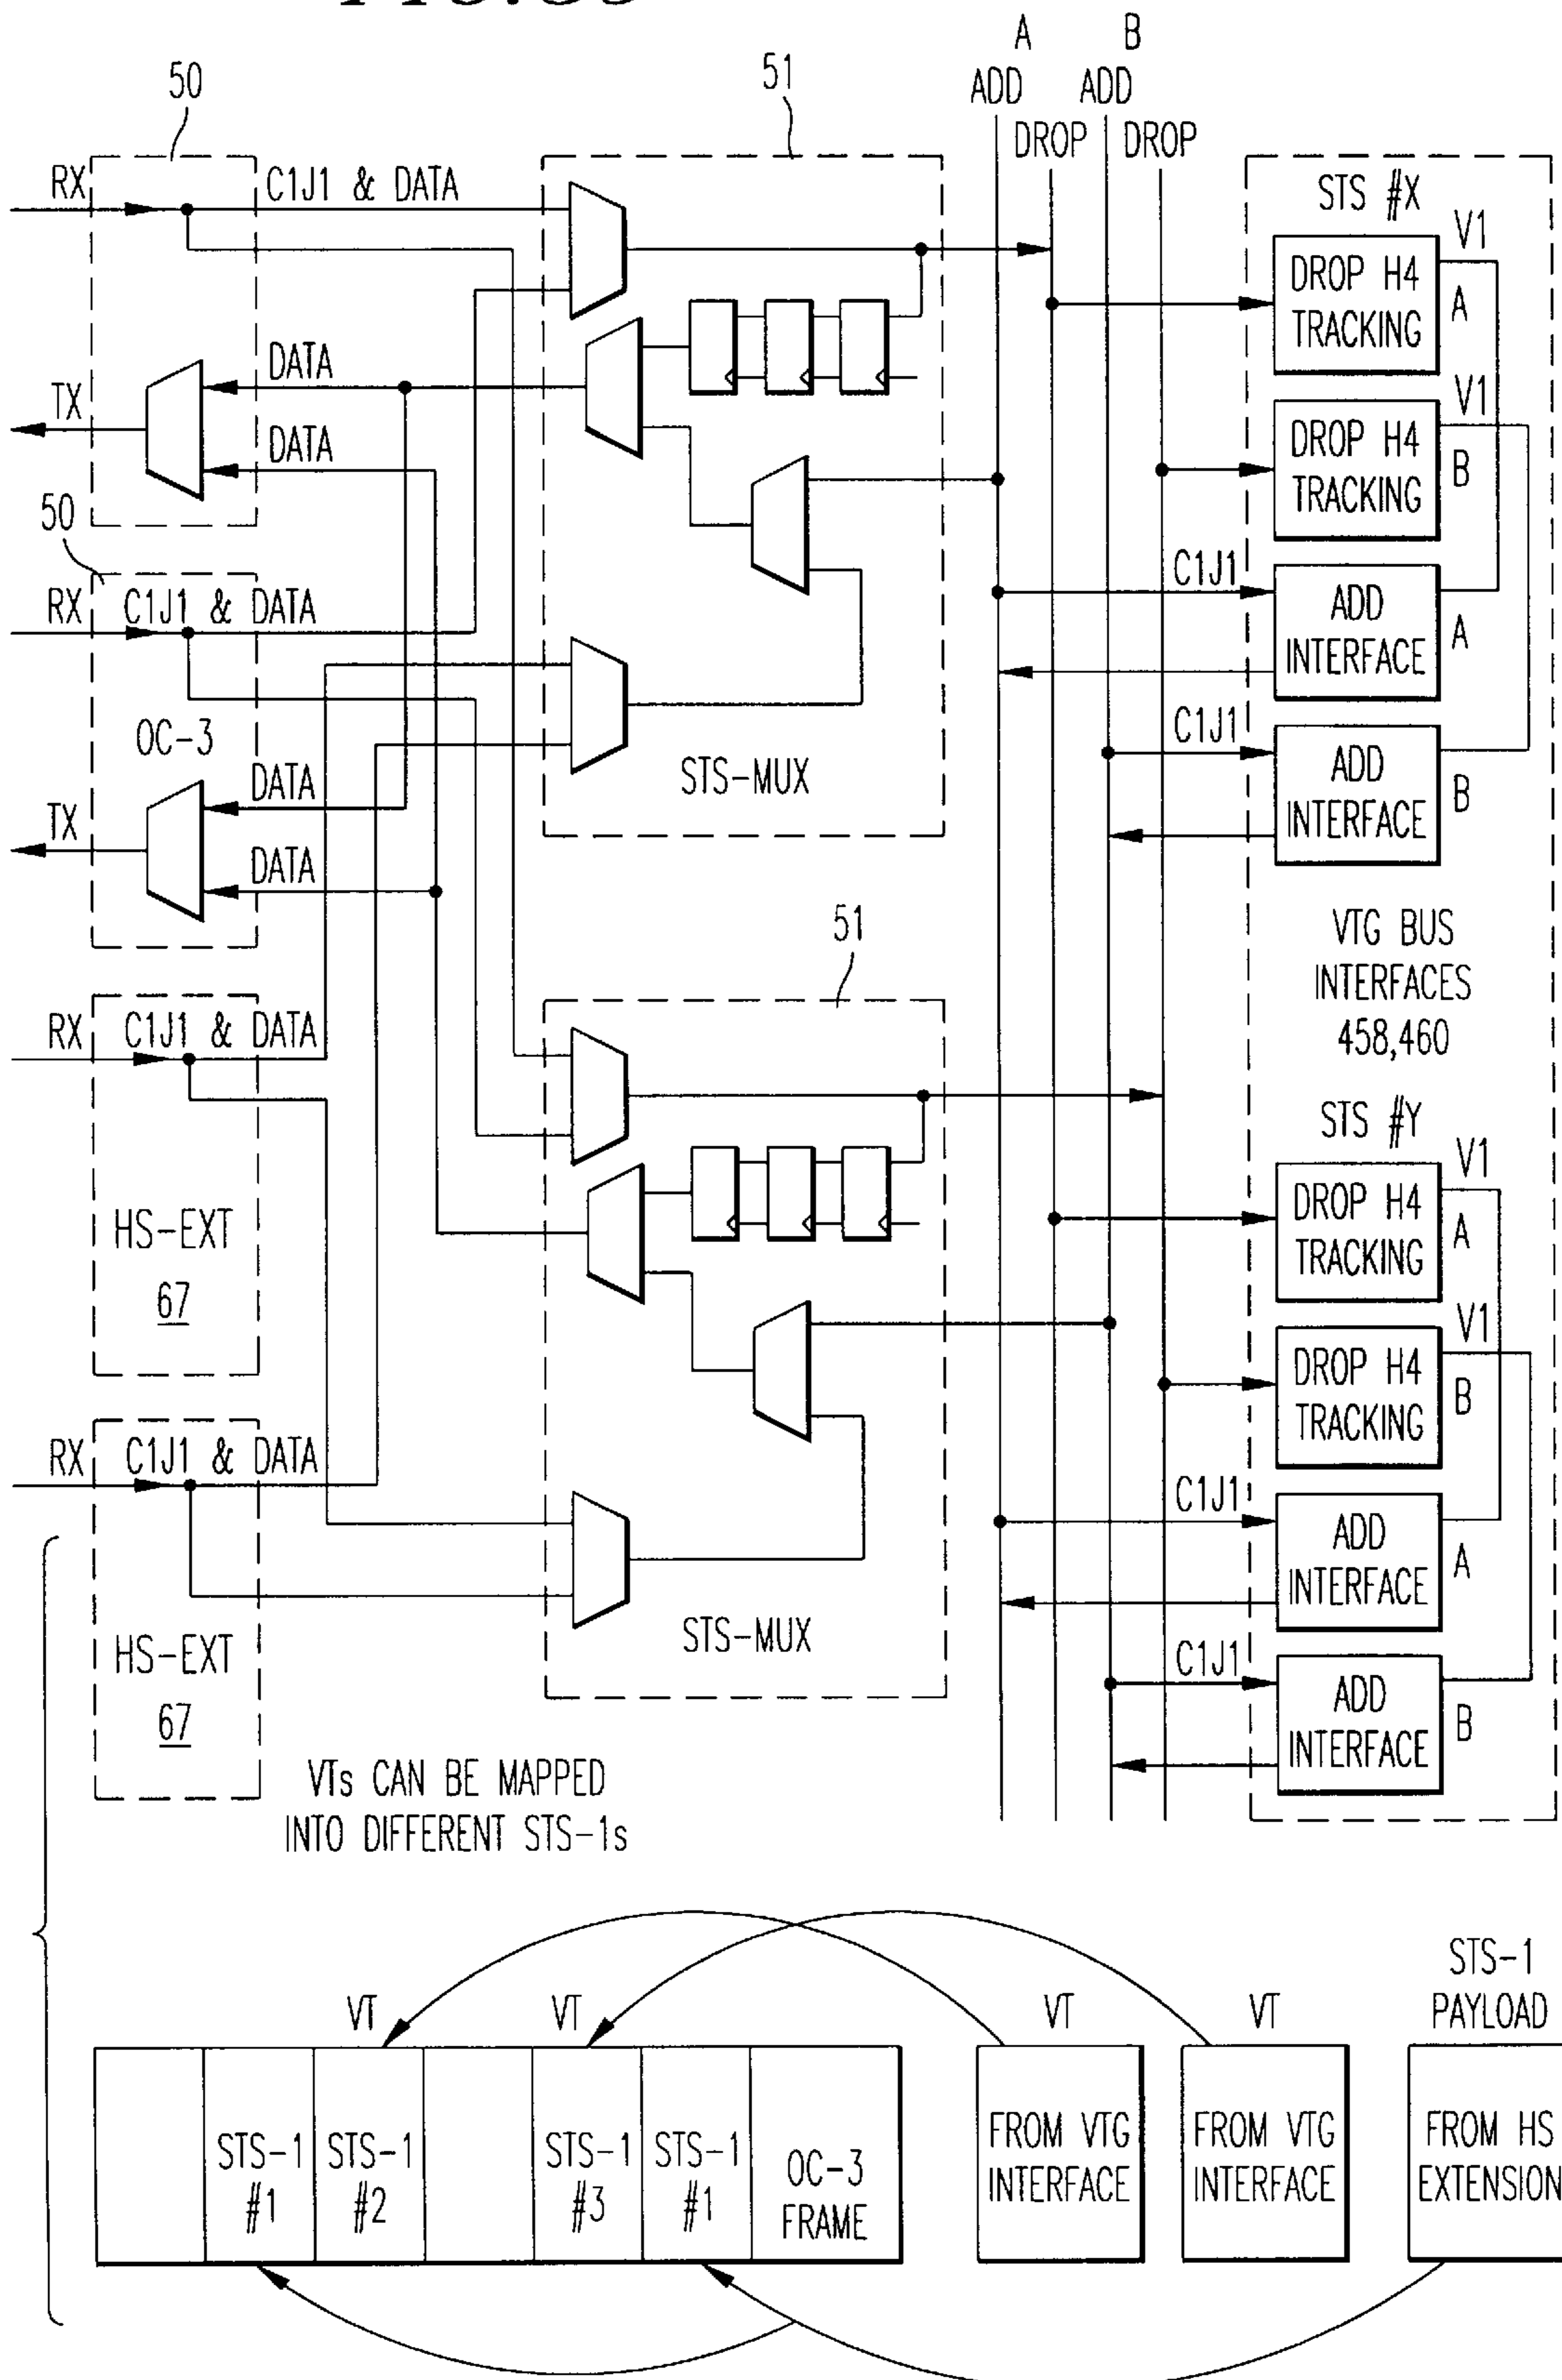 A B
ADD ADD
DROP DROP
50
51
RX
C1J1 & DATA
DATA
TX
DATA
50
RX
C1J1 & DATA
OC-3
DATA
TX
DATA
STS-MUX
RX
C1J1 & DATA
HS-EXT
67
RX
C1J1 & DATA
HS-EXT
67
51
STS-MUX
STS #X
DROP H4
TRACKING
V1
A
DROP H4
TRACKING
V1
B
C1J1
ADD
INTERFACE
A
C1J1
ADD
INTERFACE
B
VTG BUS
INTERFACES
458,460
STS #Y
DROP H4
TRACKING
V1
A
DROP H4
TRACKING
V1
B
C1J1
ADD
INTERFACE
A
C1J1
ADD
INTERFACE
B
VTs CAN BE MAPPED
INTO DIFFERENT STS-1s
VT
VT
VT
VT
STS-1
PAYLOAD
STS-1
#1
STS-1
#2
STS-1
#3
STS-1
#1
OC-3
FRAME
FROM VTG
INTERFACE
FROM VTG
INTERFACE
FROM HS
EXTENSION